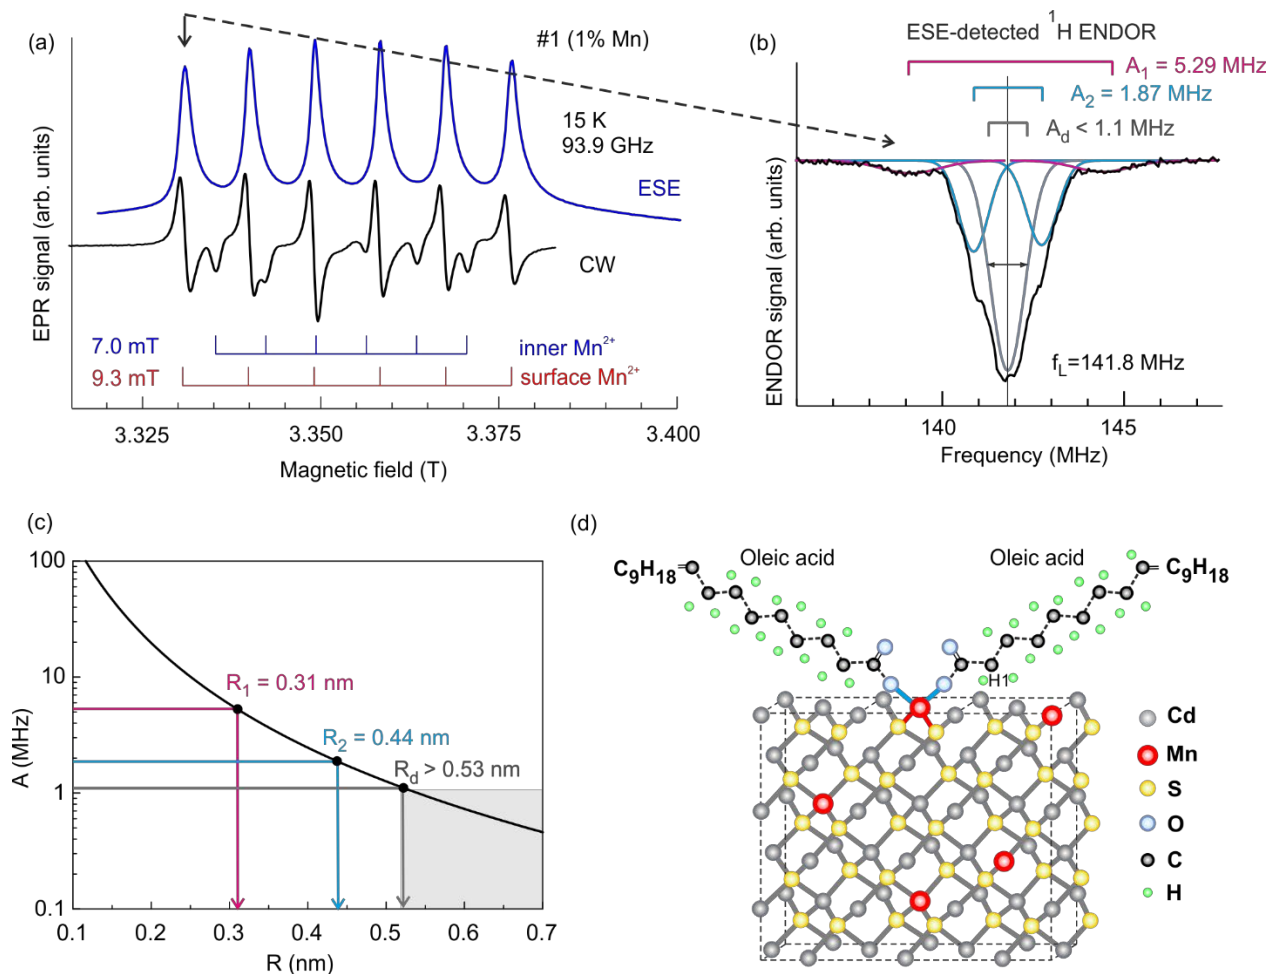 (a)
#1 (1% Mn)
15 K
93.9 GHz
ESE
CW
EPR signal (arb. units)
7.0 mT
inner Mn²⁺
9.3 mT
surface Mn²⁺
3.325
3.350
3.375
3.400
Magnetic field (T)
(b)
ESE-detected ¹H ENDOR
A₁ = 5.29 MHz
A₂ = 1.87 MHz
A_d < 1.1 MHz
ENDOR signal (arb. units)
f_L=141.8 MHz
140
145
Frequency (MHz)
(c)
100
10
1
0.1
A (MHz)
R₁ = 0.31 nm
R₂ = 0.44 nm
R_d > 0.53 nm
0.1
0.2
0.3
0.4
0.5
0.6
0.7
R (nm)
(d)
Oleic acid
Oleic acid
C₉H₁₈
C₉H₁₈
H1
Cd
Mn
S
O
C
H